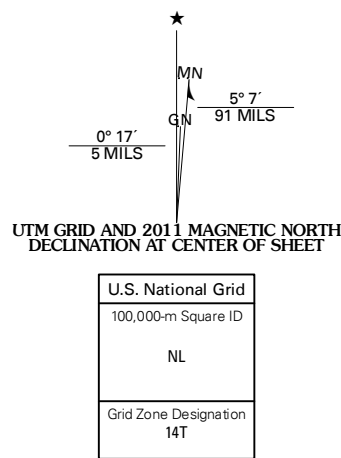 ★
MN
GN
5° 7´
91 MILS
0° 17´
5 MILS
UTM GRID AND 2011 MAGNETIC NORTH
DECLINATION AT CENTER OF SHEET
U.S. National Grid
100,000-m Square ID
NL
Grid Zone Designation
14T